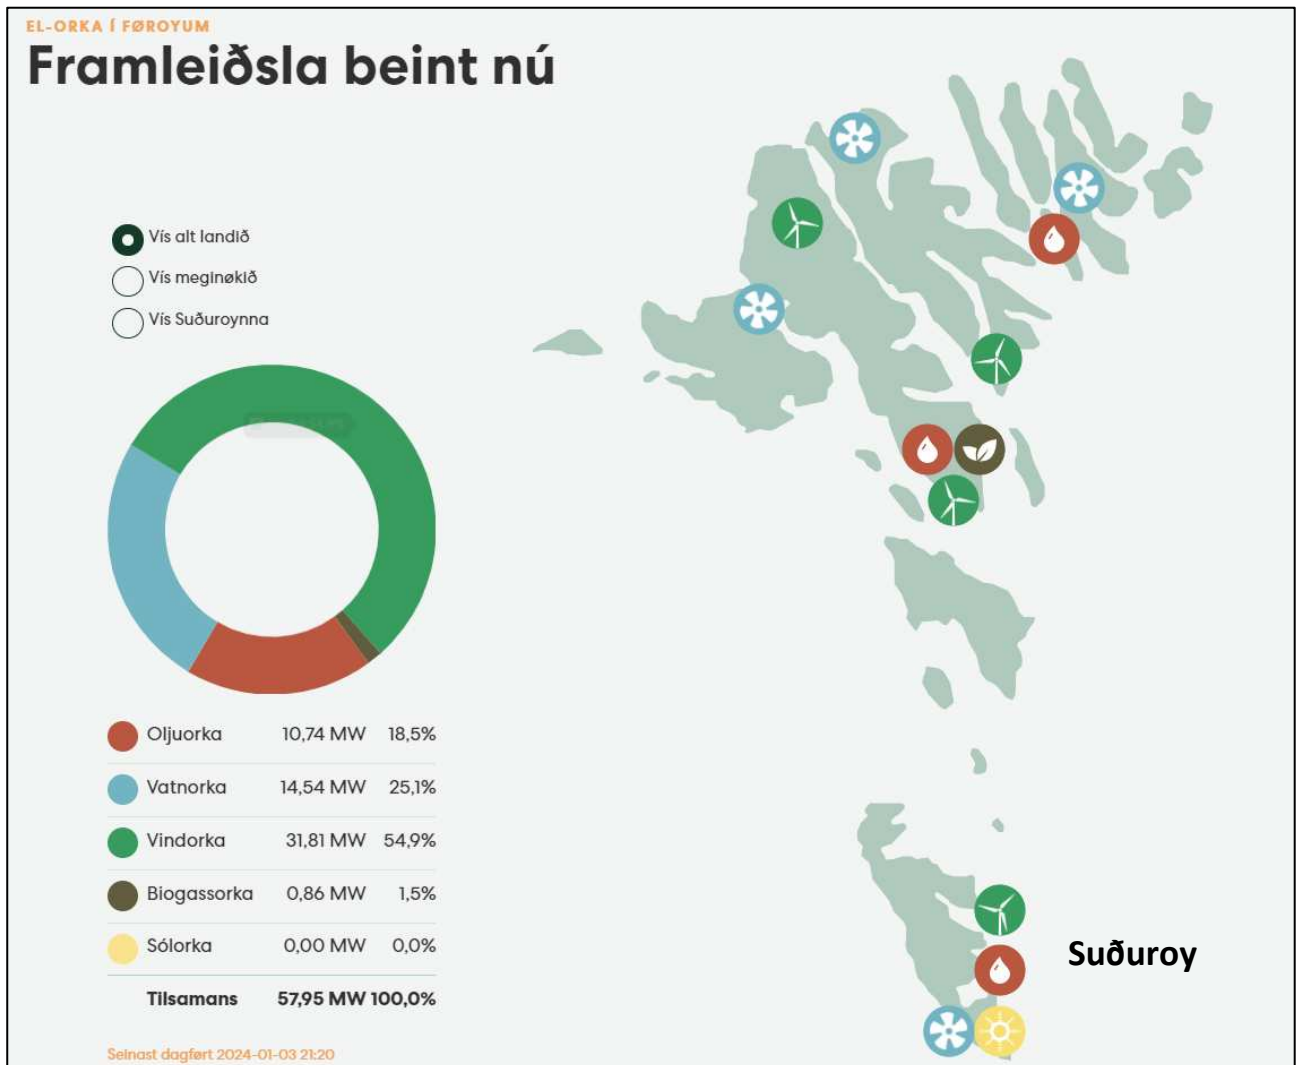 EL-ORKA Í FØROYUM
Framleiðsla beint nú
Vís alt landið
Vís meginøkið
Vís Suðuroynna
Oljuorka 10,74 MW 18,5%
Vatnorka 14,54 MW 25,1%
Vindorka 31,81 MW 54,9%
Biogassorka 0,86 MW 1,5%
Sólorka 0,00 MW 0,0%
Tilsamans 57,95 MW 100,0%
Seinast dagført 2024-01-03 21:20
Suðuroy